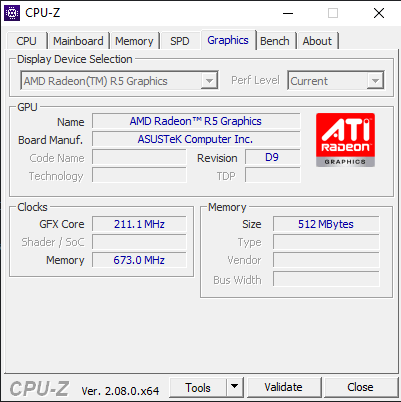 CPU-Z
CPU Mainboard Memory SPD Graphics Bench About
Display Device Selection
AMD Radeon(TM) R5 Graphics Perf Level Current
GPU
Name AMD Radeon™ R5 Graphics
Board Manuf. ASUSTeK Computer Inc.
Code Name Revision D9
Technology TDP
ATI
RADEON
GRAPHICS
Clocks
GFX Core 211.1 MHz
Shader / SoC
Memory 673.0 MHz
Memory
Size 512 MBytes
Type
Vendor
Bus Width
CPU-Z Ver. 2.08.0.x64 Tools Validate Close